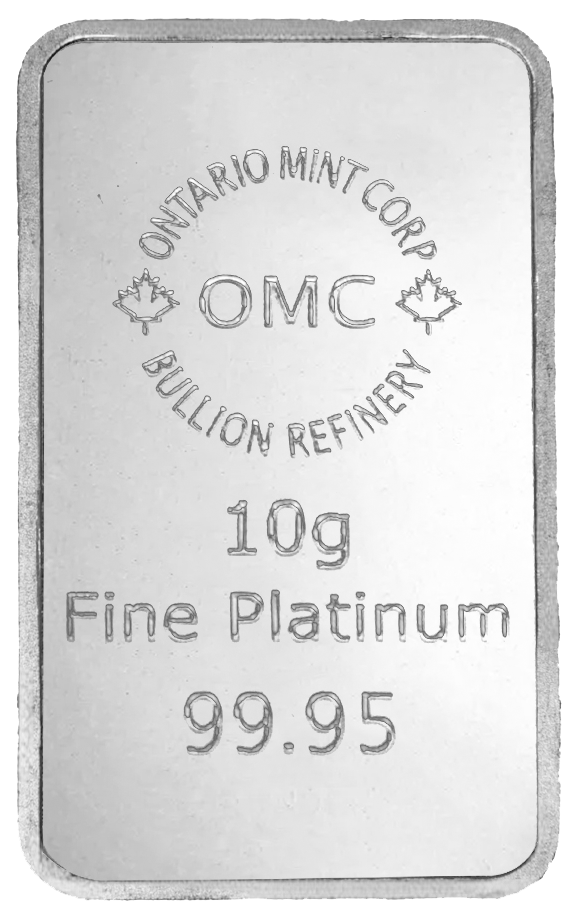 ONTARIO MINT CORP
OMC
BULLION REFINERY
10g
Fine Platinum
99.95